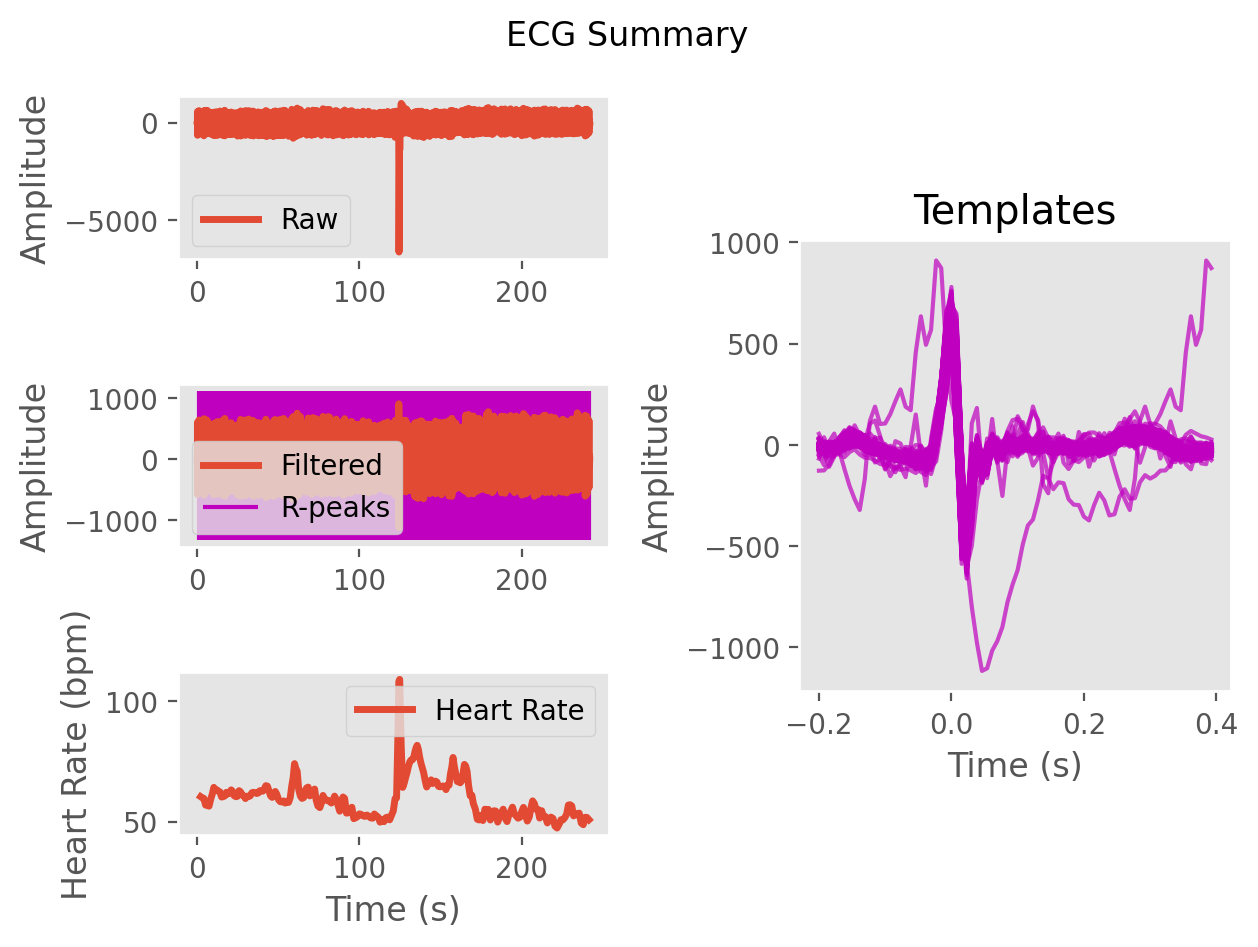 ECG Summary
Amplitude
0
−5000
Raw
0 100 200
Amplitude
1000
0
−1000
Filtered
R-peaks
0 100 200
Heart Rate (bpm)
100
50
Heart Rate
0 100 200
Time (s)
Templates
Amplitude
1000
500
0
−500
−1000
−0.2 0.0 0.2 0.4
Time (s)